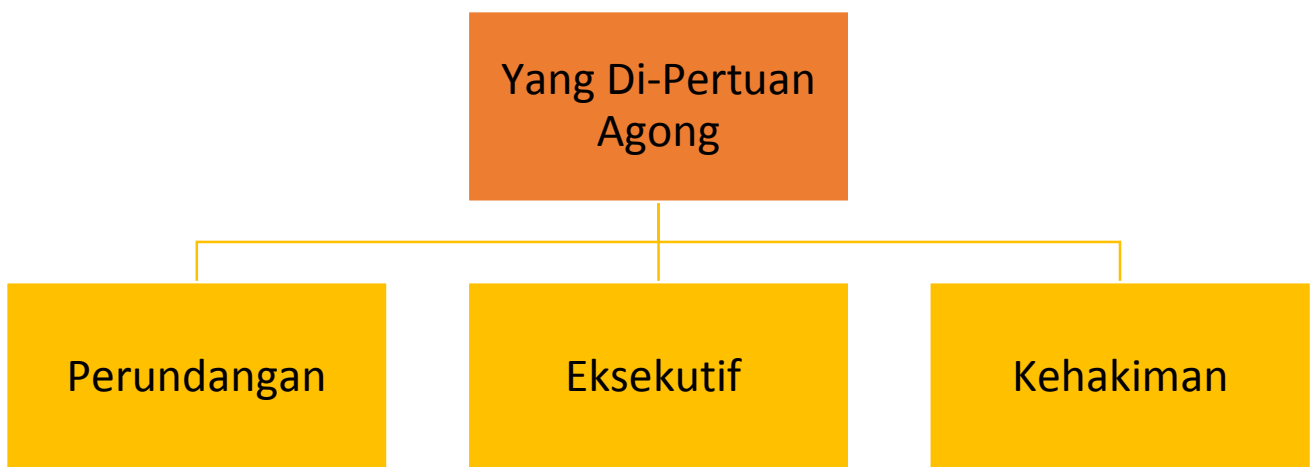 Yang Di-Pertuan
Agong
Perundangan
Eksekutif
Kehakiman